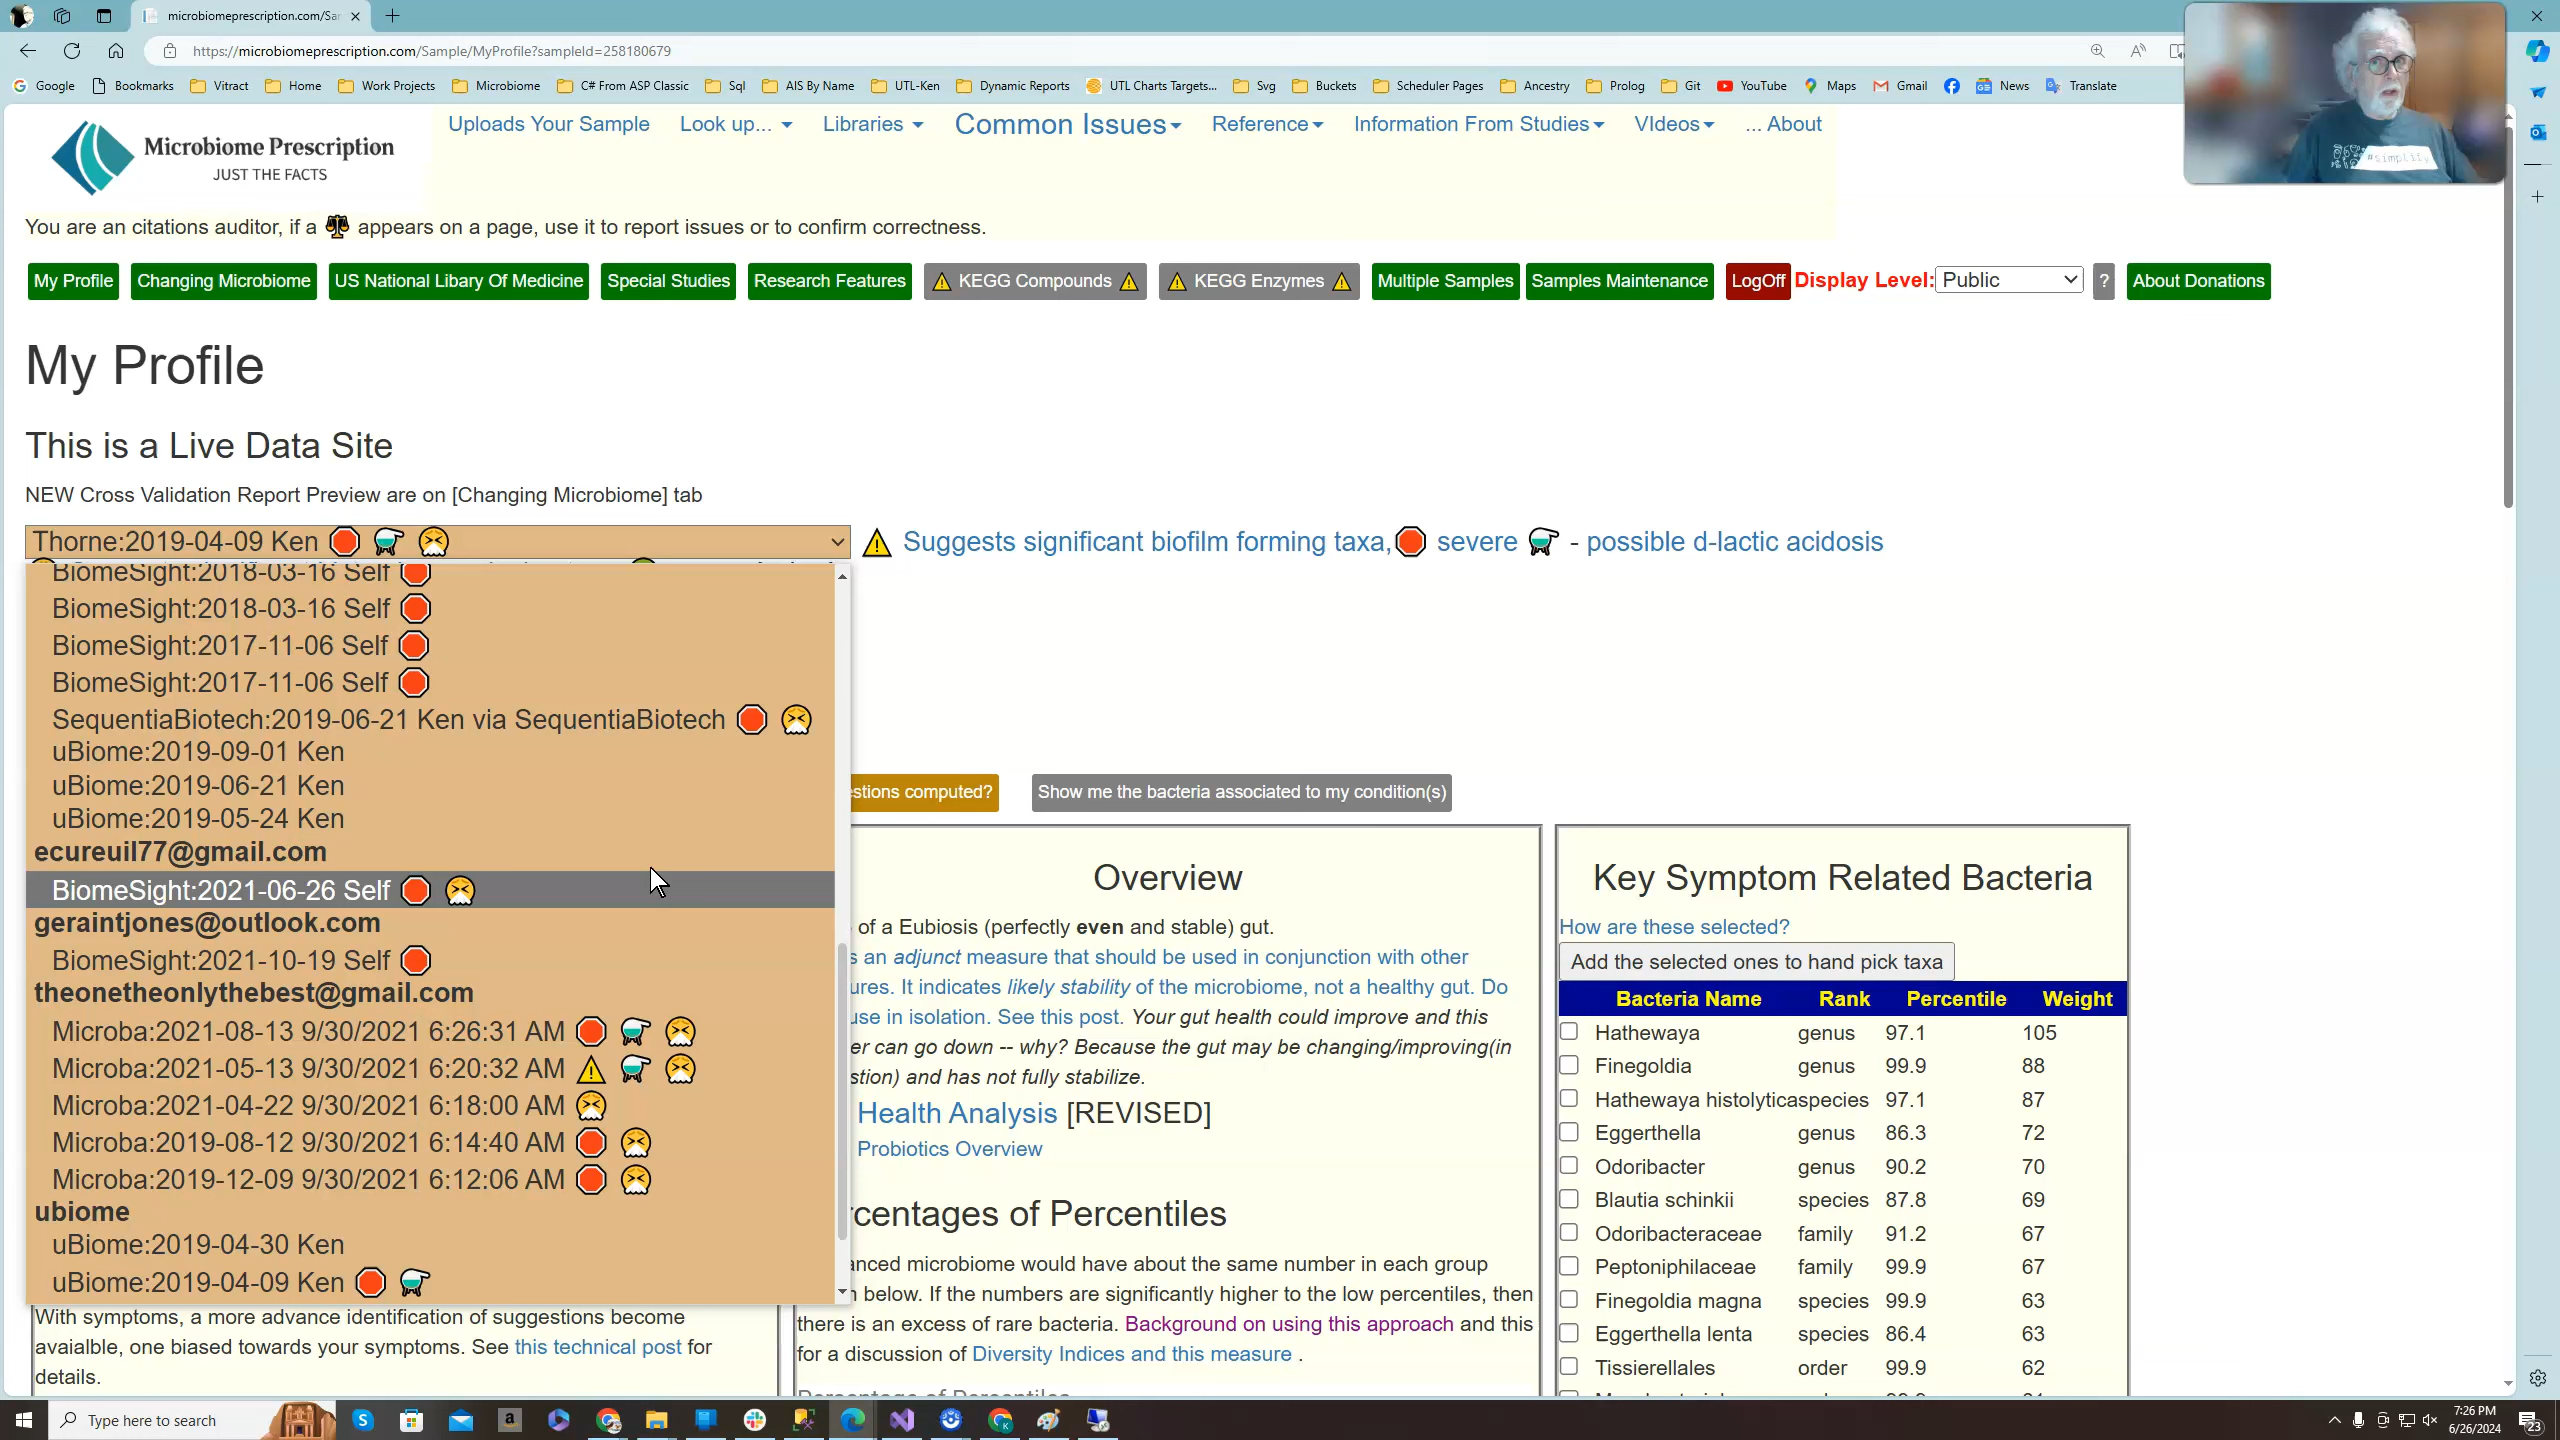 microbiomeprescription.com/Sar
https://microbiomeprescription.com/Sample/MyProfile?sampleId=258180679
Google Bookmarks Vitract Home Work Projects Microbiome C# From ASP Classic Sql AIS By Name UTL-Ken Dynamic Reports UTL Charts Targets... Svg Buckets Scheduler Pages Ancestry Prolog Git YouTube Maps Gmail News Translate
#simplify
Microbiome Prescription
JUST THE FACTS
Uploads Your Sample Look up... Libraries Common Issues Reference Information From Studies VIdeos ... About
You are an citations auditor, if a appears on a page, use it to report issues or to confirm correctness.
My Profile Changing Microbiome US National Libary Of Medicine Special Studies Research Features KEGG Compounds KEGG Enzymes Multiple Samples Samples Maintenance LogOff Display Level: Public ? About Donations
My Profile
This is a Live Data Site
NEW Cross Validation Report Preview are on [Changing Microbiome] tab
Thorne:2019-04-09 Ken
Suggests significant biofilm forming taxa, severe - possible d-lactic acidosis
BiomeSight:2018-03-16 Self
BiomeSight:2018-03-16 Self
BiomeSight:2017-11-06 Self
BiomeSight:2017-11-06 Self
SequentiaBiotech:2019-06-21 Ken via SequentiaBiotech
uBiome:2019-09-01 Ken
uBiome:2019-06-21 Ken
uBiome:2019-05-24 Ken
ecureuil77@gmail.com
BiomeSight:2021-06-26 Self
geraintjones@outlook.com
BiomeSight:2021-10-19 Self
theonetheonlythebest@gmail.com
Microba:2021-08-13 9/30/2021 6:26:31 AM
Microba:2021-05-13 9/30/2021 6:20:32 AM
Microba:2021-04-22 9/30/2021 6:18:00 AM
Microba:2019-08-12 9/30/2021 6:14:40 AM
Microba:2019-12-09 9/30/2021 6:12:06 AM
ubiome
uBiome:2019-04-30 Ken
uBiome:2019-04-09 Ken
With symptoms, a more advance identification of suggestions become
avaialble, one biased towards your symptoms. See this technical post for
details.
stions computed?
Show me the bacteria associated to my condition(s)
Overview
of a Eubiosis (perfectly even and stable) gut.
s an adjunct measure that should be used in conjunction with other
ures. It indicates likely stability of the microbiome, not a healthy gut. Do
use in isolation. See this post. Your gut health could improve and this
er can go down -- why? Because the gut may be changing/improving(in
stion) and has not fully stabilize.
Health Analysis [REVISED]
Probiotics Overview
rcentages of Percentiles
anced microbiome would have about the same number in each group
n below. If the numbers are significantly higher to the low percentiles, then
there is an excess of rare bacteria. Background on using this approach and this
for a discussion of Diversity Indices and this measure .
Percentage of Percentiles
Key Symptom Related Bacteria
How are these selected?
Add the selected ones to hand pick taxa
Bacteria Name Rank Percentile Weight
Hathewaya genus 97.1 105
Finegoldia genus 99.9 88
Hathewaya histolytica species 97.1 87
Eggerthella genus 86.3 72
Odoribacter genus 90.2 70
Blautia schinkii species 87.8 69
Odoribacteraceae family 91.2 67
Peptoniphilaceae family 99.9 67
Finegoldia magna species 99.9 63
Eggerthella lenta species 86.4 63
Tissierellales order 99.9 62
Type here to search
7:26 PM
6/26/2024
23